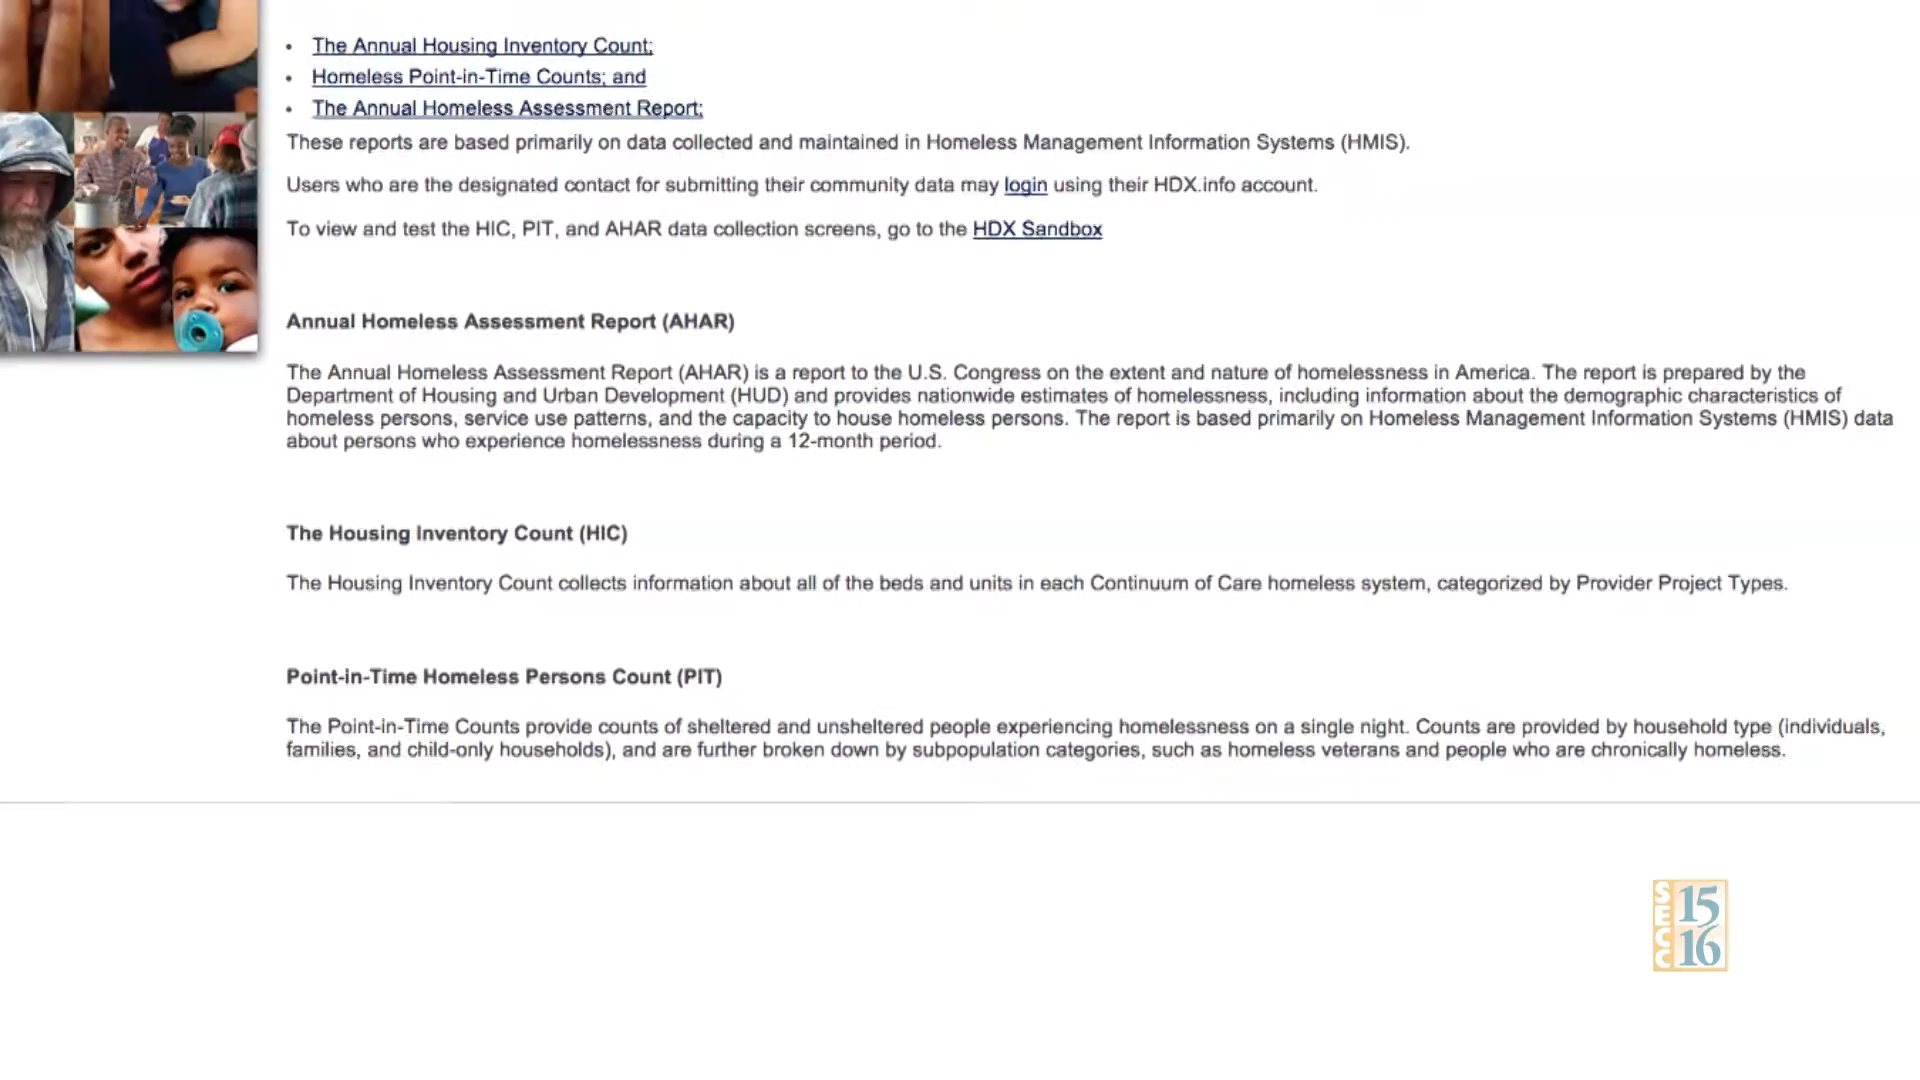 The Annual Housing Inventory Count;
Homeless Point-in-Time Counts; and
The Annual Homeless Assessment Report;
These reports are based primarily on data collected and maintained in Homeless Management Information Systems (HMIS).
Users who are the designated contact for submitting their community data may login using their HDX.info account.
To view and test the HIC, PIT, and AHAR data collection screens, go to the HDX Sandbox
Annual Homeless Assessment Report (AHAR)
The Annual Homeless Assessment Report (AHAR) is a report to the U.S. Congress on the extent and nature of homelessness in America. The report is prepared by the
Department of Housing and Urban Development (HUD) and provides nationwide estimates of homelessness, including information about the demographic characteristics of
homeless persons, service use patterns, and the capacity to house homeless persons. The report is based primarily on Homeless Management Information Systems (HMIS) data
about persons who experience homelessness during a 12-month period.
The Housing Inventory Count (HIC)
The Housing Inventory Count collects information about all of the beds and units in each Continuum of Care homeless system, categorized by Provider Project Types.
Point-in-Time Homeless Persons Count (PIT)
The Point-in-Time Counts provide counts of sheltered and unsheltered people experiencing homelessness on a single night. Counts are provided by household type (individuals,
families, and child-only households), and are further broken down by subpopulation categories, such as homeless veterans and people who are chronically homeless.
SECC
15
16